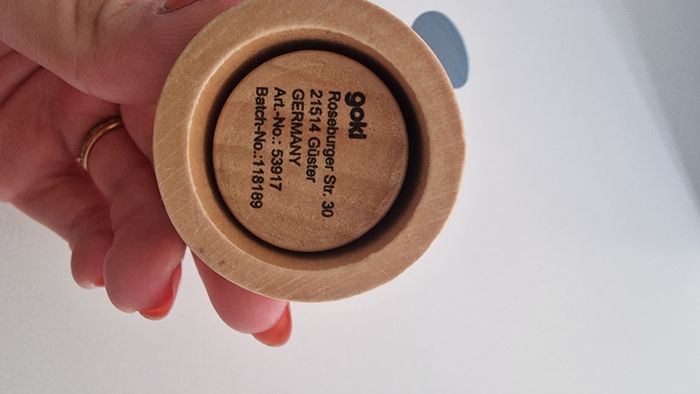 goki
Roseburger Str. 30
21514 Güster
GERMANY
Art.-No.: 53917
Batch-No.:118189